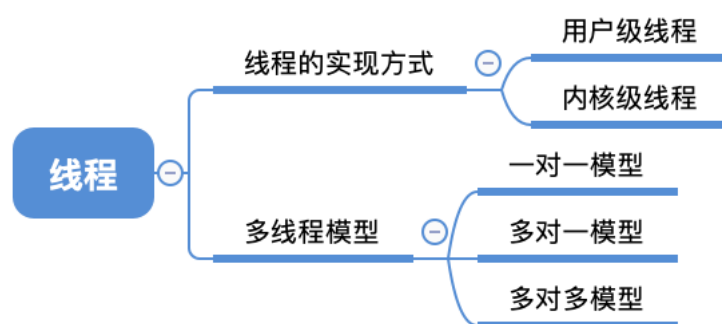 线程
线程的实现方式
用户级线程
内核级线程
多线程模型
一对一模型
多对一模型
多对多模型